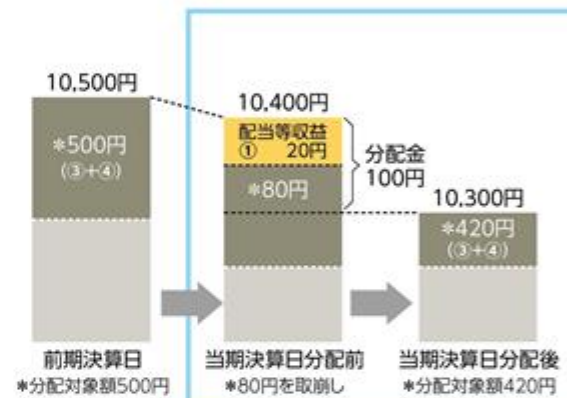 10,500円
*500円
(③+④)
前期決算日
*分配対象額500円
10,400円
配当等収益
① 20円
*80円
分配金
100円
当期決算日分配前
*80円を取崩し
10,300円
*420円
(③+④)
当期決算日分配後
*分配対象額420円